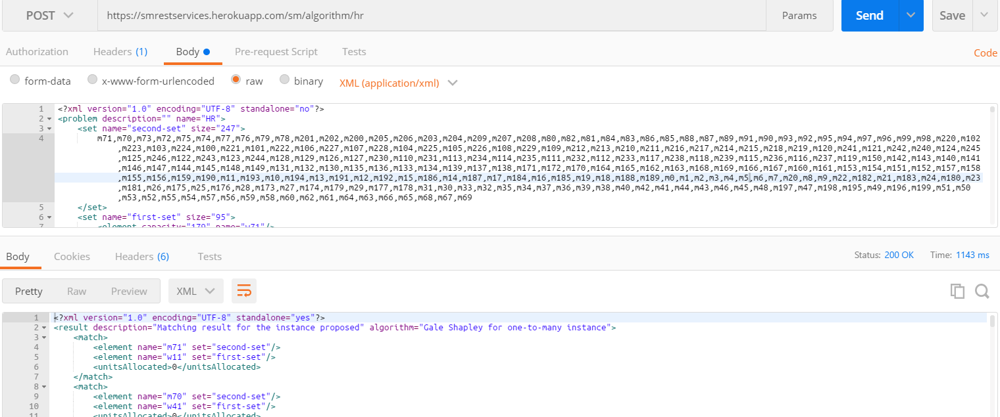 POST https://smrestservices.herokuapp.com/sm/algorithm/hr Params Send Save
Authorization Headers (1) Body Pre-request Script Tests Code
form-data x-www-form-urlencoded raw binary XML (application/xml)
1 <?xml version="1.0" encoding="UTF-8" standalone="no"?>
2 <problem description="" name="HR">
3 <set name="second-set" size="247">
4 m71,m70,m73,m72,m75,m74,m77,m76,m79,m78,m201,m202,m200,m205,m206,m203,m204,m209,m207,m208,m80,m82,m81,m84,m83,m86,m85,m88,m87,m89,m91,m90,m93,m92,m95,m94,m97,m96,m99,m98,m220,m102
,m223,m103,m224,m100,m221,m101,m222,m106,m227,m107,m228,m104,m225,m105,m226,m108,m229,m109,m212,m213,m210,m211,m216,m217,m214,m215,m218,m219,m120,m241,m121,m242,m240,m124,m245
,m125,m246,m122,m243,m123,m244,m128,m129,m126,m127,m230,m110,m231,m113,m234,m114,m235,m111,m232,m112,m233,m117,m238,m118,m239,m115,m236,m116,m237,m119,m150,m142,m143,m140,m141
,m146,m147,m144,m145,m148,m149,m131,m132,m130,m135,m136,m133,m134,m139,m137,m138,m171,m172,m170,m164,m165,m162,m163,m168,m169,m166,m167,m160,m161,m153,m154,m151,m152,m157,m158
,m155,m156,m159,m190,m11,m193,m10,m194,m13,m191,m12,m192,m15,m186,m14,m187,m17,m184,m16,m185,m19,m18,m188,m189,m0,m1,m2,m3,m4,m5,m6,m7,m20,m8,m9,m22,m182,m21,m183,m24,m180,m23
,m181,m26,m175,m25,m176,m28,m173,m27,m174,m179,m29,m177,m178,m31,m30,m33,m32,m35,m34,m37,m36,m39,m38,m40,m42,m41,m44,m43,m46,m45,m48,m197,m47,m198,m195,m49,m196,m199,m51,m50
,m53,m52,m55,m54,m57,m56,m59,m58,m60,m62,m61,m64,m63,m66,m65,m68,m67,m69
5 </set>
6 <set name="first-set" size="95">
7 <element capacity="179" name="w71"/>
Body Cookies Headers (6) Tests Status: 200 OK Time: 1143 ms
Pretty Raw Preview XML
1 <?xml version="1.0" encoding="UTF-8" standalone="yes"?>
2 <result description="Matching result for the instance proposed" algorithm="Gale Shapley for one-to-many instance">
3 <match>
4 <element name="m71" set="second-set"/>
5 <element name="w11" set="first-set"/>
6 <unitsAllocated>0</unitsAllocated>
7 </match>
8 <match>
9 <element name="m70" set="second-set"/>
10 <element name="w41" set="first-set"/>
11 <unitsAllocated>0</unitsAllocated>